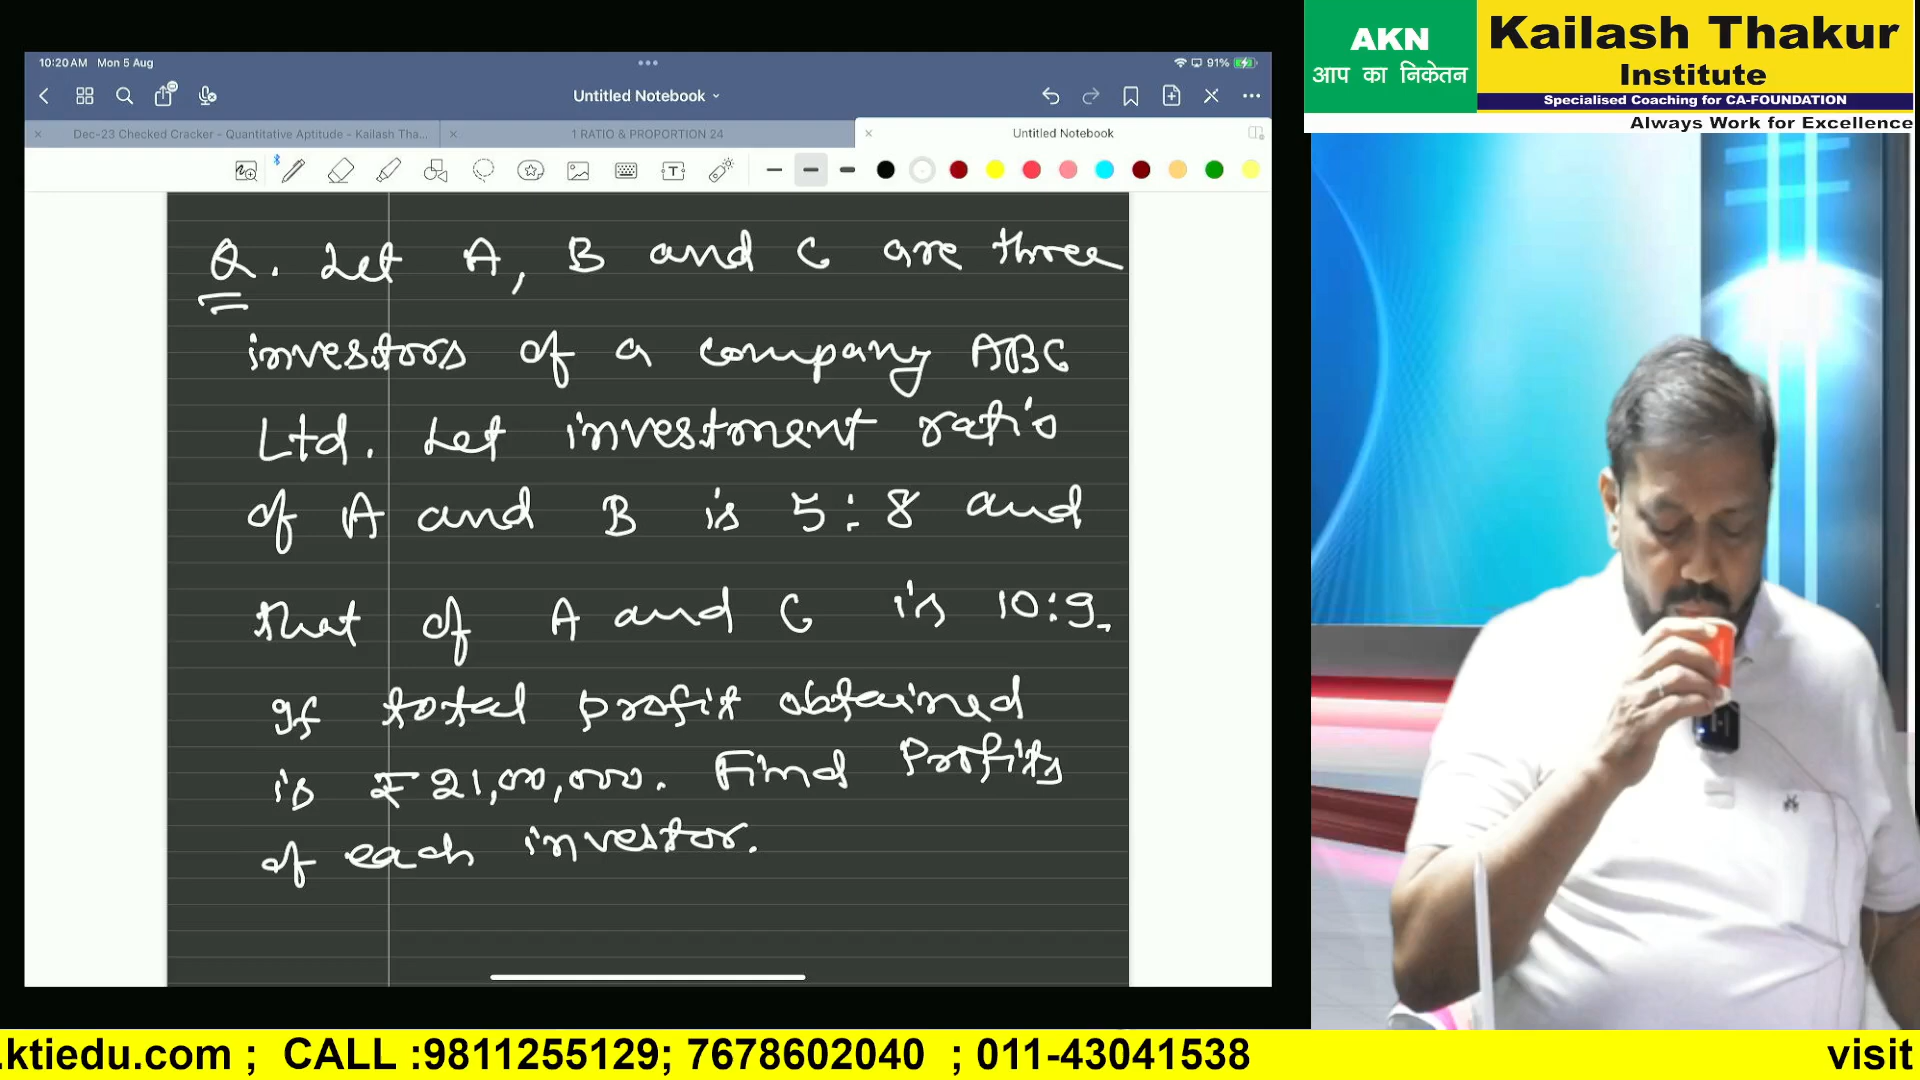 10:20 AM Mon 5 Aug
91%
Untitled Notebook
Dec-23 Checked Cracker - Quantitative Aptitude - Kailash Tha...
1 RATIO & PROPORTION 24
Untitled Notebook
Q. Let A, B and C are three
investors of a company ABC
Ltd. Let investment ratio
of A and B is 5:8 and
that of A and C is 10:9.
If total profit obtained
is ₹21,00,000. Find Profits
of each investor.
AKN
आप का निकेतन
Kailash Thakur
Institute
Specialised Coaching for CA-FOUNDATION
Always Work for Excellence
.ktiedu.com ; CALL :9811255129; 7678602040 ; 011-43041538 visit